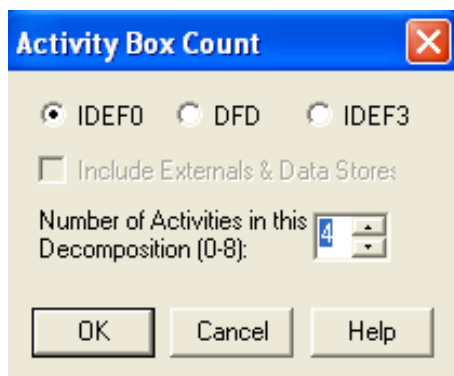 Activity Box Count
IDEF0 DFD IDEF3
Include Externals & Data Stores
Number of Activities in this
Decomposition (0-8):
4
OK Cancel Help